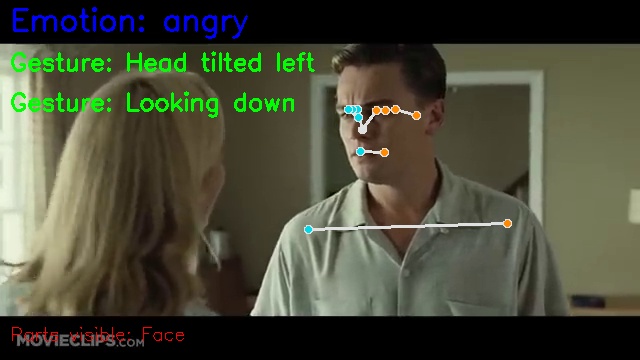 Emotion: angry
Gesture: Head tilted left
Gesture: Looking down
Parts visible: Face
MOVIECLIPS.COM